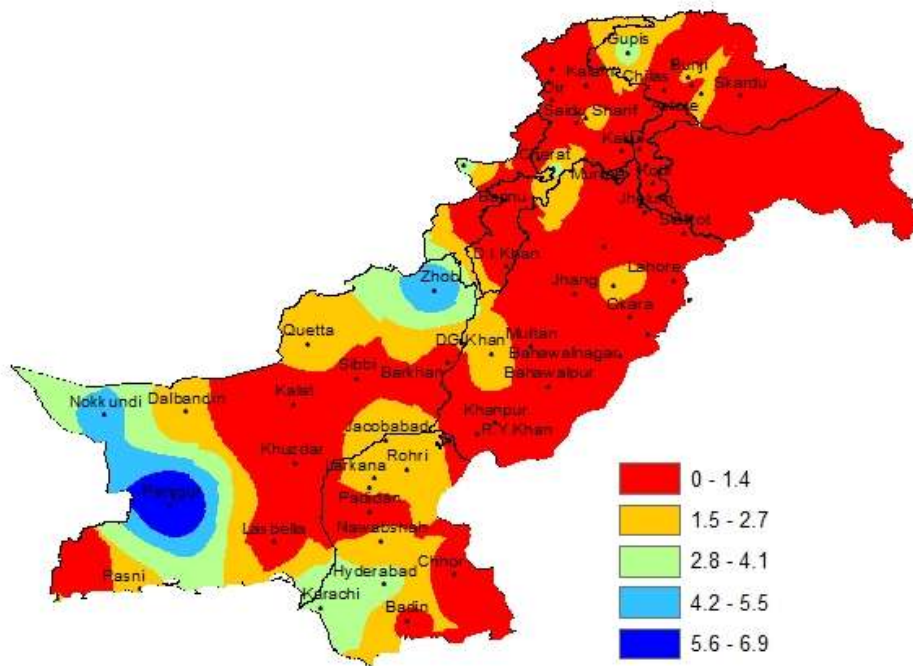 Gupis
Kalam
Chilas
Bunji
Skardu
Dir
Astore
Saidu Sharif
Kakul
Cherat
Kotli
Bannu
Jhelum
Sialkot
D.I.Khan
Zhob
Lahore
Jhang
Okara
Quetta
DG Khan
Multan
Bahawalnagar
Sibbi
Barkhan
Bahawalpur
Nokkundi
Dalbandin
Kalat
Khanpur
R.Y.Khan
Jacobabad
Khuzdar
Rohri
Larkana
Padidan
Lasbella
Nawabshah
Chhor
Pasni
Hyderabad
Karachi
Badin
0 - 1.4
1.5 - 2.7
2.8 - 4.1
4.2 - 5.5
5.6 - 6.9